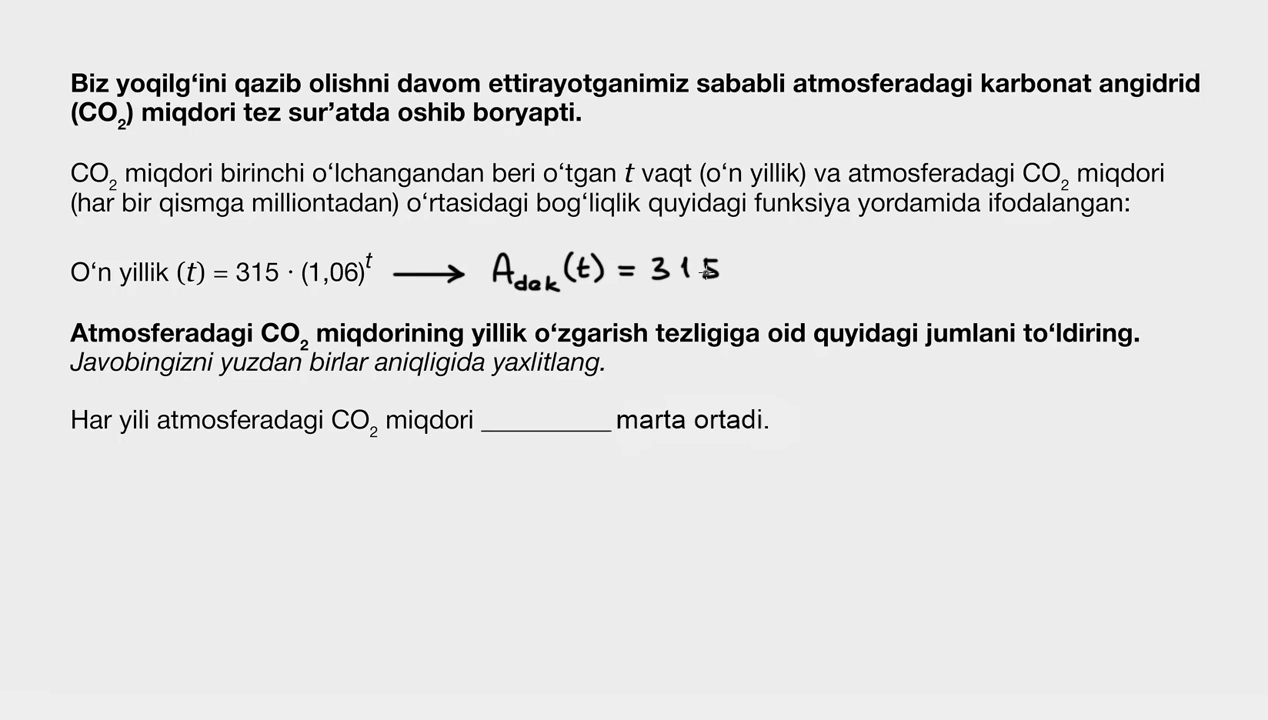 Biz yoqilg‘ini qazib olishni davom ettirayotganimiz sababli atmosferadagi karbonat angidrid
(CO₂) miqdori tez sur’atda oshib boryapti.
CO₂ miqdori birinchi o‘lchangandan beri o‘tgan t vaqt (o‘n yillik) va atmosferadagi CO₂ miqdori
(har bir qismga milliontadan) o‘rtasidagi bog‘liqlik quyidagi funksiya yordamida ifodalangan:
O‘n yillik (t) = 315 · (1,06)^t ⟶ A_dek(t) = 315
Atmosferadagi CO₂ miqdorining yillik o‘zgarish tezligiga oid quyidagi jumlani to‘ldiring.
Javobingizni yuzdan birlar aniqligida yaxlitlang.
Har yili atmosferadagi CO₂ miqdori _________ marta ortadi.